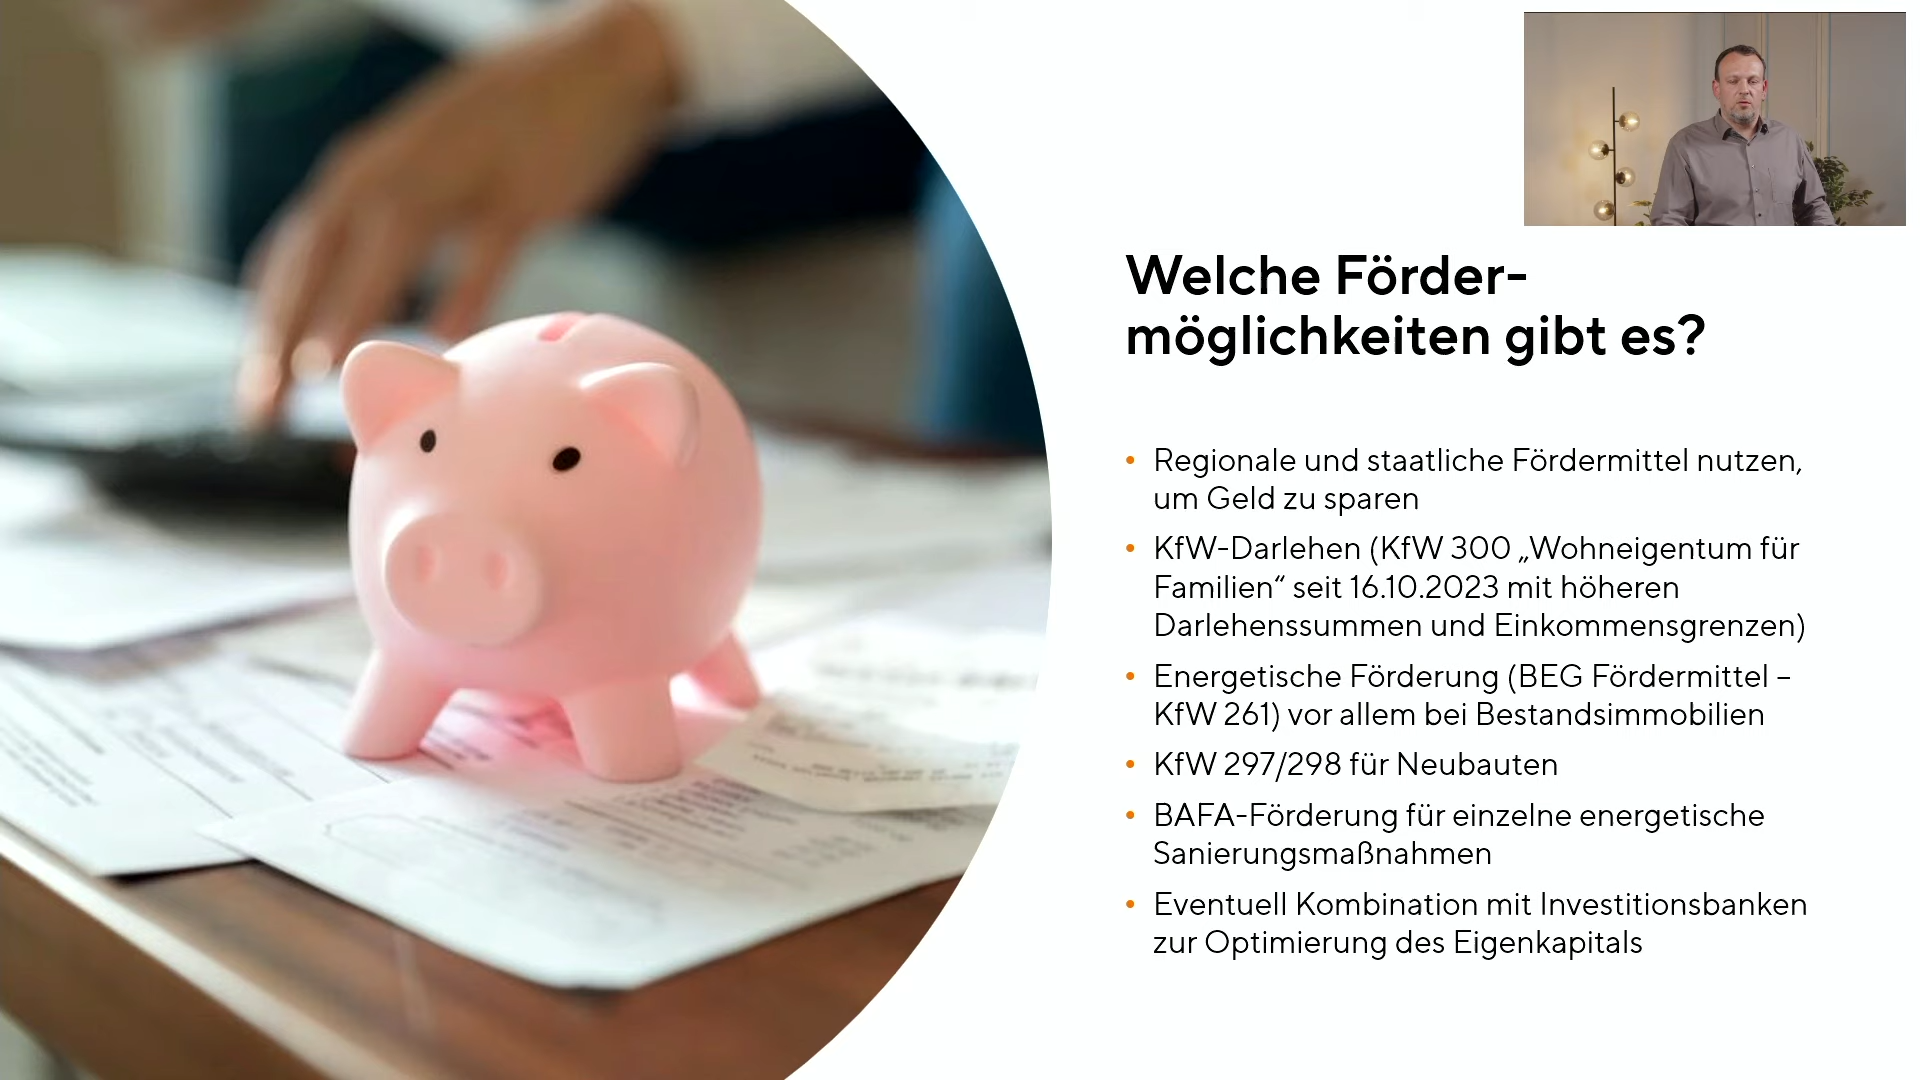 Welche Förder-
möglichkeiten gibt es?
• Regionale und staatliche Fördermittel nutzen,
um Geld zu sparen
• KfW-Darlehen (KfW 300 „Wohneigentum für
Familien“ seit 16.10.2023 mit höheren
Darlehenssummen und Einkommensgrenzen)
• Energetische Förderung (BEG Fördermittel –
KfW 261) vor allem bei Bestandsimmobilien
• KfW 297/298 für Neubauten
• BAFA-Förderung für einzelne energetische
Sanierungsmaßnahmen
• Eventuell Kombination mit Investitionsbanken
zur Optimierung des Eigenkapitals